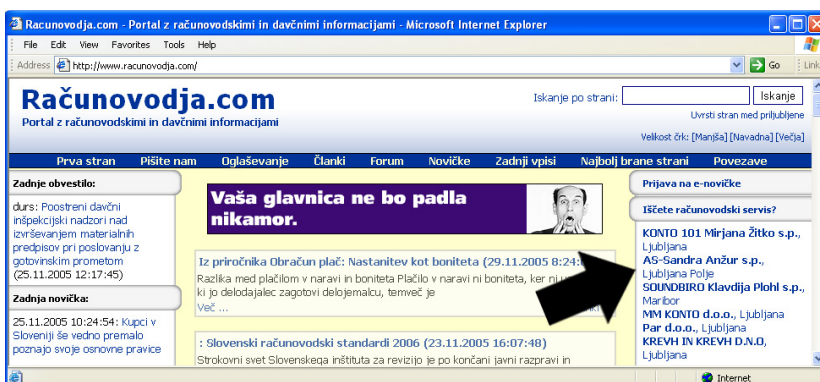 Racunovodja.com - Portal z računovodskimi in davčnimi informacijami - Microsoft Internet Explorer
File Edit View Favorites Tools Help
Address http://www.racunovodja.com/ Go Link
Računovodja.com
Portal z računovodskimi in davčnimi informacijami
Iskanje po strani: Iskanje
Uvrsti stran med priljubljene
Velikost črk: [Manjša] [Navadna] [Večja]
Prva stran Pišite nam Oglaševanje Članki Forum Novičke Zadnji vpisi Najbolj brane strani Povezave
Zadnje obvestilo:
durs: Poostreni davčni
inšpekcijski nadzori nad
izvrševanjem materialnih
predpisov pri poslovanju z
gotovinskim prometom
(25.11.2005 12:17:45)
Zadnja novička:
25.11.2005 10:24:54: Kupci v
Sloveniji še vedno premalo
poznajo svoje osnovne pravice
Vaša glavnica ne bo padla
nikamor.
Iz priročnika Obračun plač: Nastanitev kot boniteta (29.11.2005 8:24:
Razlika med plačilom v naravi in boniteta Plačilo v naravi ni boniteta, ker ni
ki jo delodajalec zagotovi delojemalcu, temveč je
Več ...
: Slovenski računovodski standardi 2006 (23.11.2005 16:07:48)
Strokovni svet Slovenskega inštituta za revizijo je po končani javni razpravi in
Prijava na e-novičke
Iščete računovodski servis?
KONTO 101 Mirjana Žitko s.p.,
Ljubljana
AS-Sandra Anžur s.p.,
Ljubljana Polje
SOUNDBIRO Klavdija Plohl s.p.,
Maribor
MM KONTO d.o.o., Ljubljana
Par d.o.o., Ljubljana
KREVH IN KREVH D.N.O,
Ljubljana
Internet